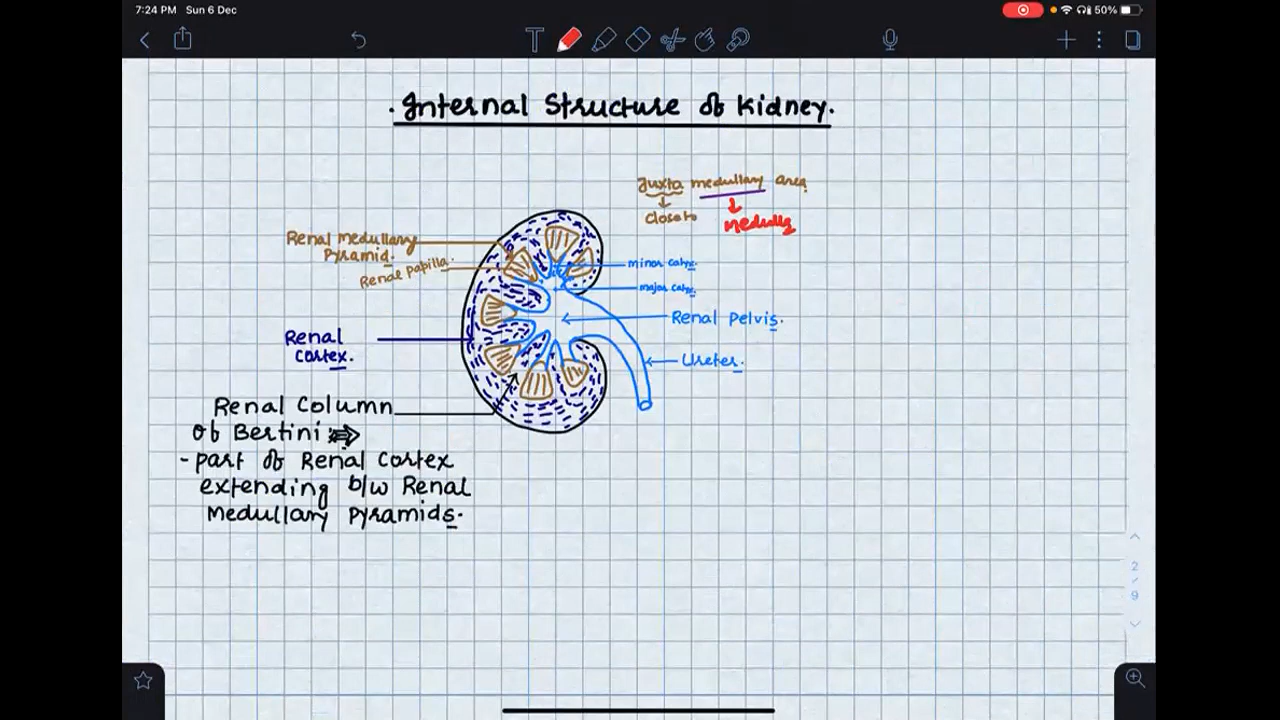 7:24 PM Sun 6 Dec
50%
. Internal Structure of Kidney.
Juxta medullary area
close to
medulla
Renal medullary
Pyramid.
Renal papilla.
minor calyx.
major calyx.
Renal Pelvis.
Renal
Cortex.
Ureter.
Renal Column
of Bertini
- part of Renal Cortex
extending b/w Renal
Medullary Pyramids.
2
/
9